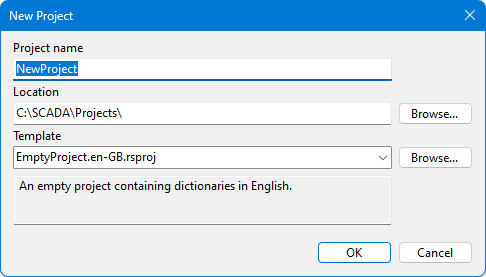 New Project
Project name
NewProject
Location
C:\SCADA\Projects\
Browse...
Template
EmptyProject.en-GB.rsproj
Browse...
An empty project containing dictionaries in English.
OK
Cancel